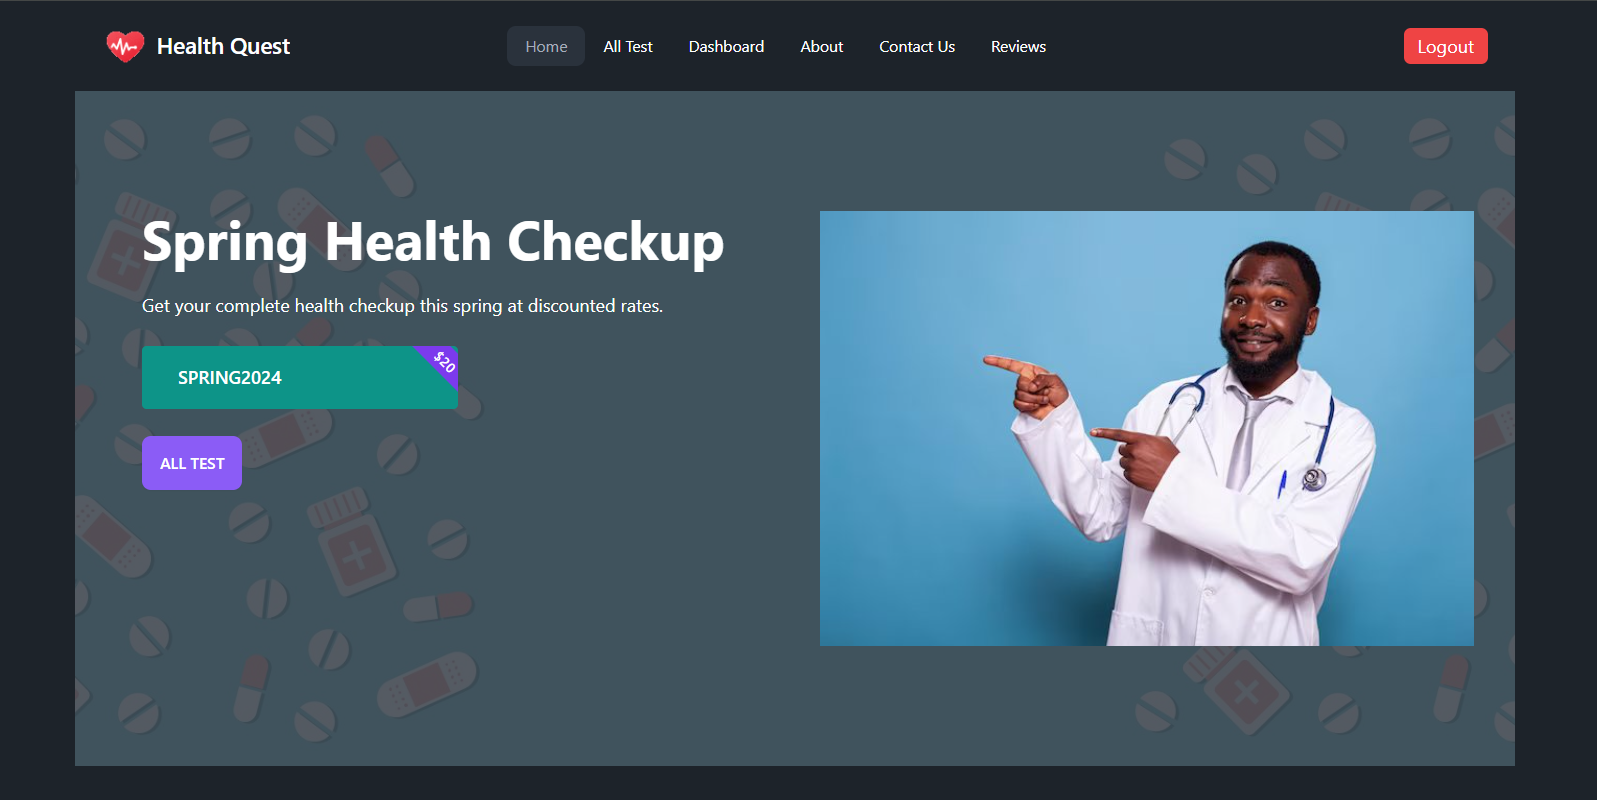 Health Quest
Home
All Test
Dashboard
About
Contact Us
Reviews
Logout
Spring Health Checkup
Get your complete health checkup this spring at discounted rates.
SPRING2024
$20
ALL TEST